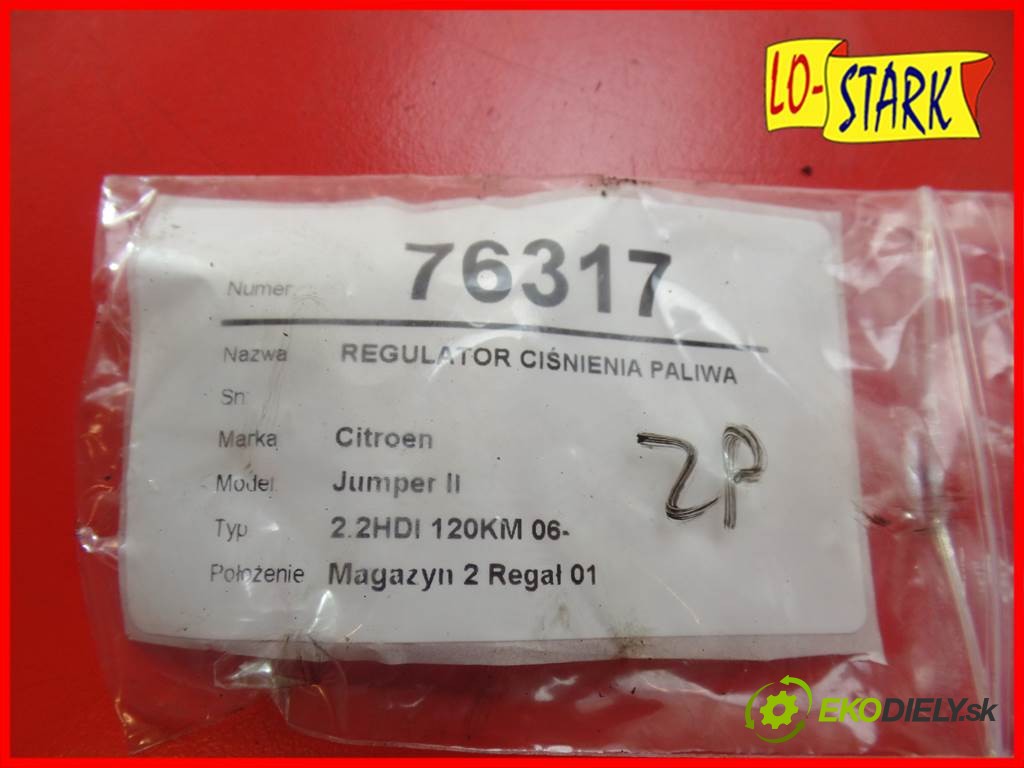 LO-STARK
Numer 76317
Nazwa REGULATOR CIŚNIENIA PALIWA
Sn:
Marka Citroen
Model Jumper II
Typ 2.2HDI 120KM 06-
Położenie Magazyn 2 Regał 01
ZP
EKODIELY.sk